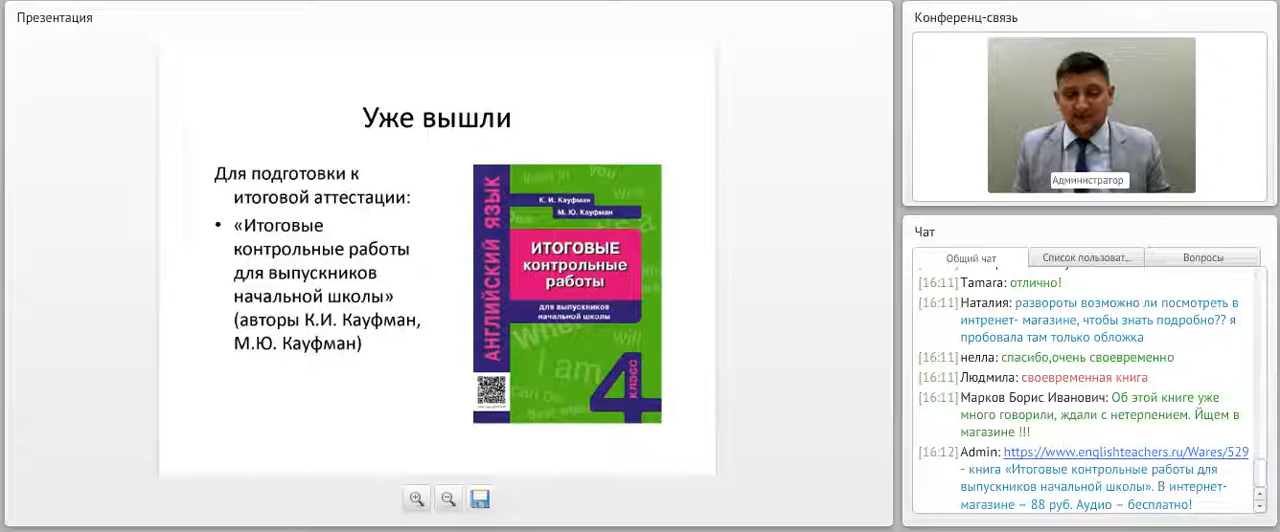 Презентация
Уже вышли
Для подготовки к
итоговой аттестации:
• «Итоговые
контрольные работы
для выпускников
начальной школы»
(авторы К.И. Кауфман,
М.Ю. Кауфман)
АНГЛИЙСКИЙ ЯЗЫК
К. И. Кауфман
М. Ю. Кауфман
ИТОГОВЫЕ
контрольные
работы
для выпускников
начальной школы
will
I am
can
4
класс
Конференц-связь
Администратор
Чат
Общий чат
Список пользоват...
Вопросы
[16:11] Tamara: отлично!
[16:11] Наталия: развороты возможно ли посмотреть в
интренет- магазине, чтобы знать подробно?? я
пробовала там только обложка
[16:11] нелла: спасибо,очень своевременно
[16:11] Людмила: своевременная книга
[16:11] Марков Борис Иванович: Об этой книге уже
много говорили, ждали с нетерпением. Йщем в
магазине !!!
[16:12] Admin: https://www.englishteachers.ru/Wares/529
- книга «Итоговые контрольные работы для
выпускников начальной школы». В интернет-
магазине – 88 руб. Аудио – бесплатно!